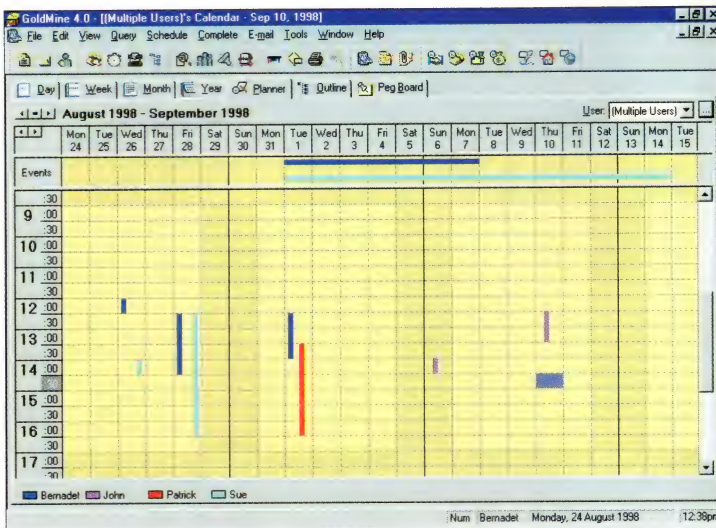 GoldMine 4.0 - [(Multiple Users)'s Calendar - Sep 10, 1998]
File Edit View Query Schedule Complete E-mail Tools Window Help
Day Week Month Year Planner Outline Peg Board
August 1998 - September 1998 User: (Multiple Users)
Mon Tue Wed Thu Fri Sat Sun Mon Tue Wed Thu Fri Sat Sun Mon Tue Wed Thu Fri Sat Sun Mon Tue
24 25 26 27 28 29 30 31 1 2 3 4 5 6 7 8 9 10 11 12 13 14 15
Events
:30
9 :00
:30
10 :00
:30
11 :00
:30
12 :00
:30
13 :00
:30
14 :00
15 :00
:30
16 :00
:30
17 :00
:30
Bernadet John Patrick Sue
Num Bernadet Monday, 24 August 1998 12:38pm